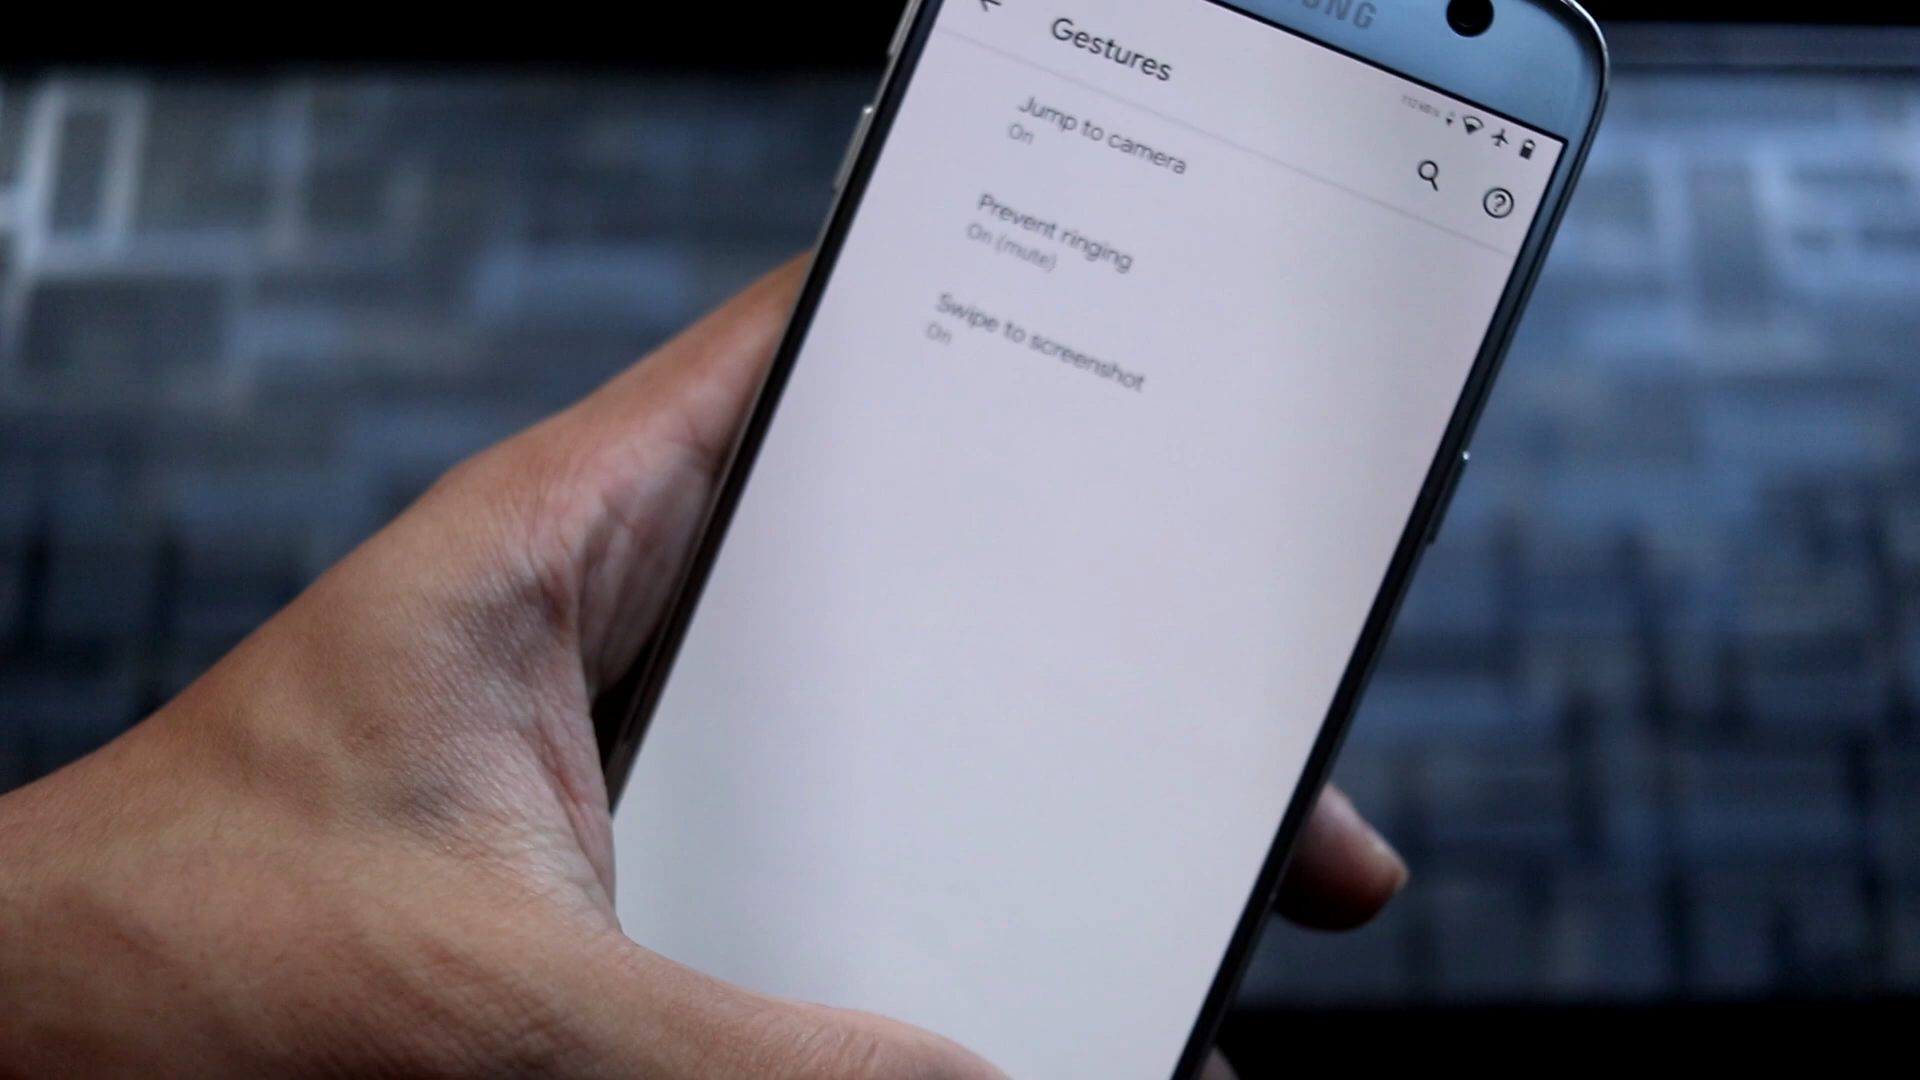 Gestures
Jump to camera
On
Prevent ringing
On (mute)
Swipe to screenshot
On